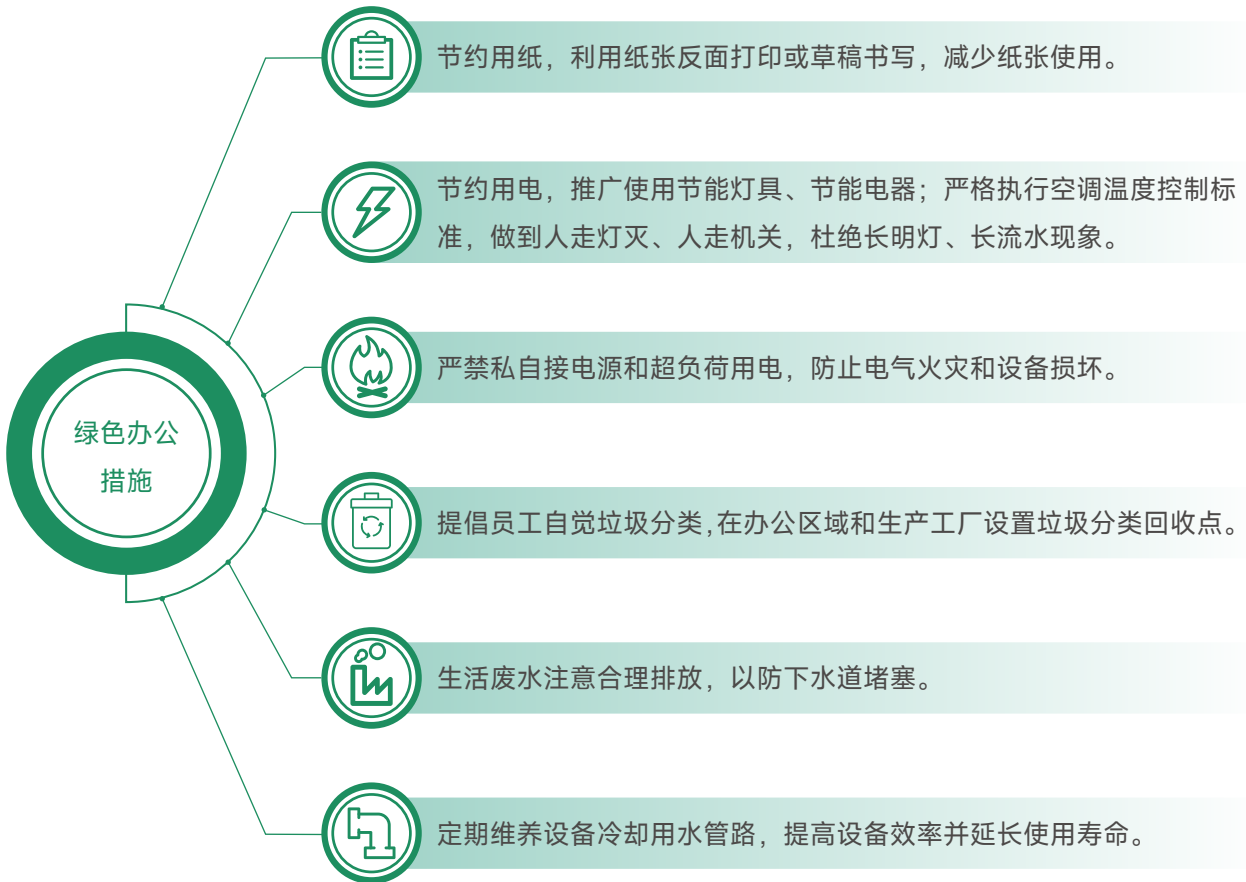 节约用纸，利用纸张反面打印或草稿书写，减少纸张使用。
节约用电，推广使用节能灯具、节能电器；严格执行空调温度控制标
准，做到人走灯灭、人走机关，杜绝长明灯、长流水现象。
严禁私自接电源和超负荷用电，防止电气火灾和设备损坏。
绿色办公
措施
提倡员工自觉垃圾分类,在办公区域和生产工厂设置垃圾分类回收点。
生活废水注意合理排放，以防下水道堵塞。
定期维养设备冷却用水管路，提高设备效率并延长使用寿命。